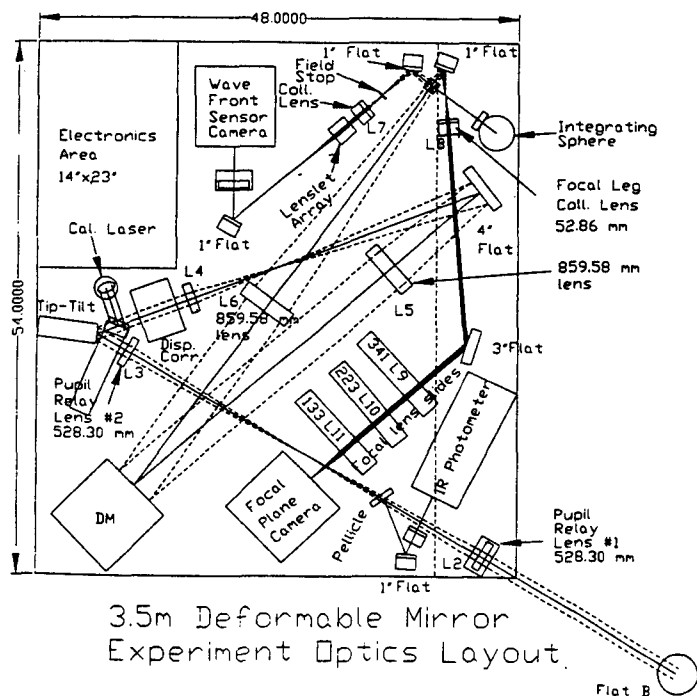 48.0000
54.0000
1" Flat
1" Flat
Field
Stop
Coll.
Lens
Wave
Front
Sensor
Camera
L7
L8
Integrating
Sphere
Electronics
Area
14"x23"
Lenslet
Array
Focal Leg
Coll. Lens
52.86 mm
1" Flat
4"
Flat
Cal. Laser
L4
859.58 mm
lens
Tip-Tilt
L6
859.58 mm
lens
L5
Disp.
Corr.
L3
3" Flat
Pupil
Relay
Lens #2
528.30 mm
341 L9
223 L10
133 L11
Focal Lens Slides
IR Photometer
DM
Focal
Plane
Camera
Pellicle
Pupil
Relay
Lens #1
528.30 mm
L2
1" Flat
3.5m Deformable Mirror
Experiment Optics Layout.
Flat B